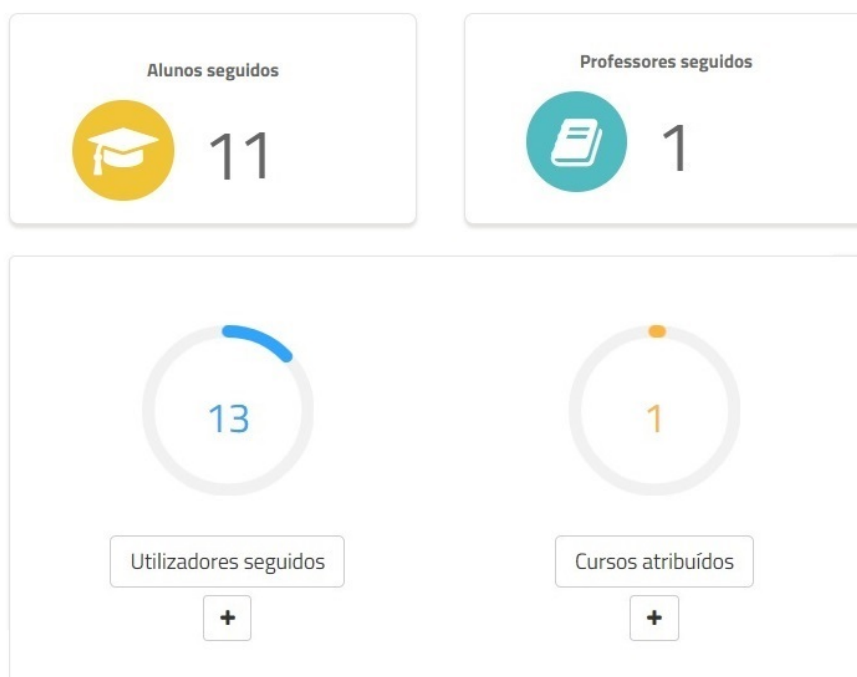 Alunos seguidos
11
Professores seguidos
1
13
1
Utilizadores seguidos
Cursos atribuídos
+
+